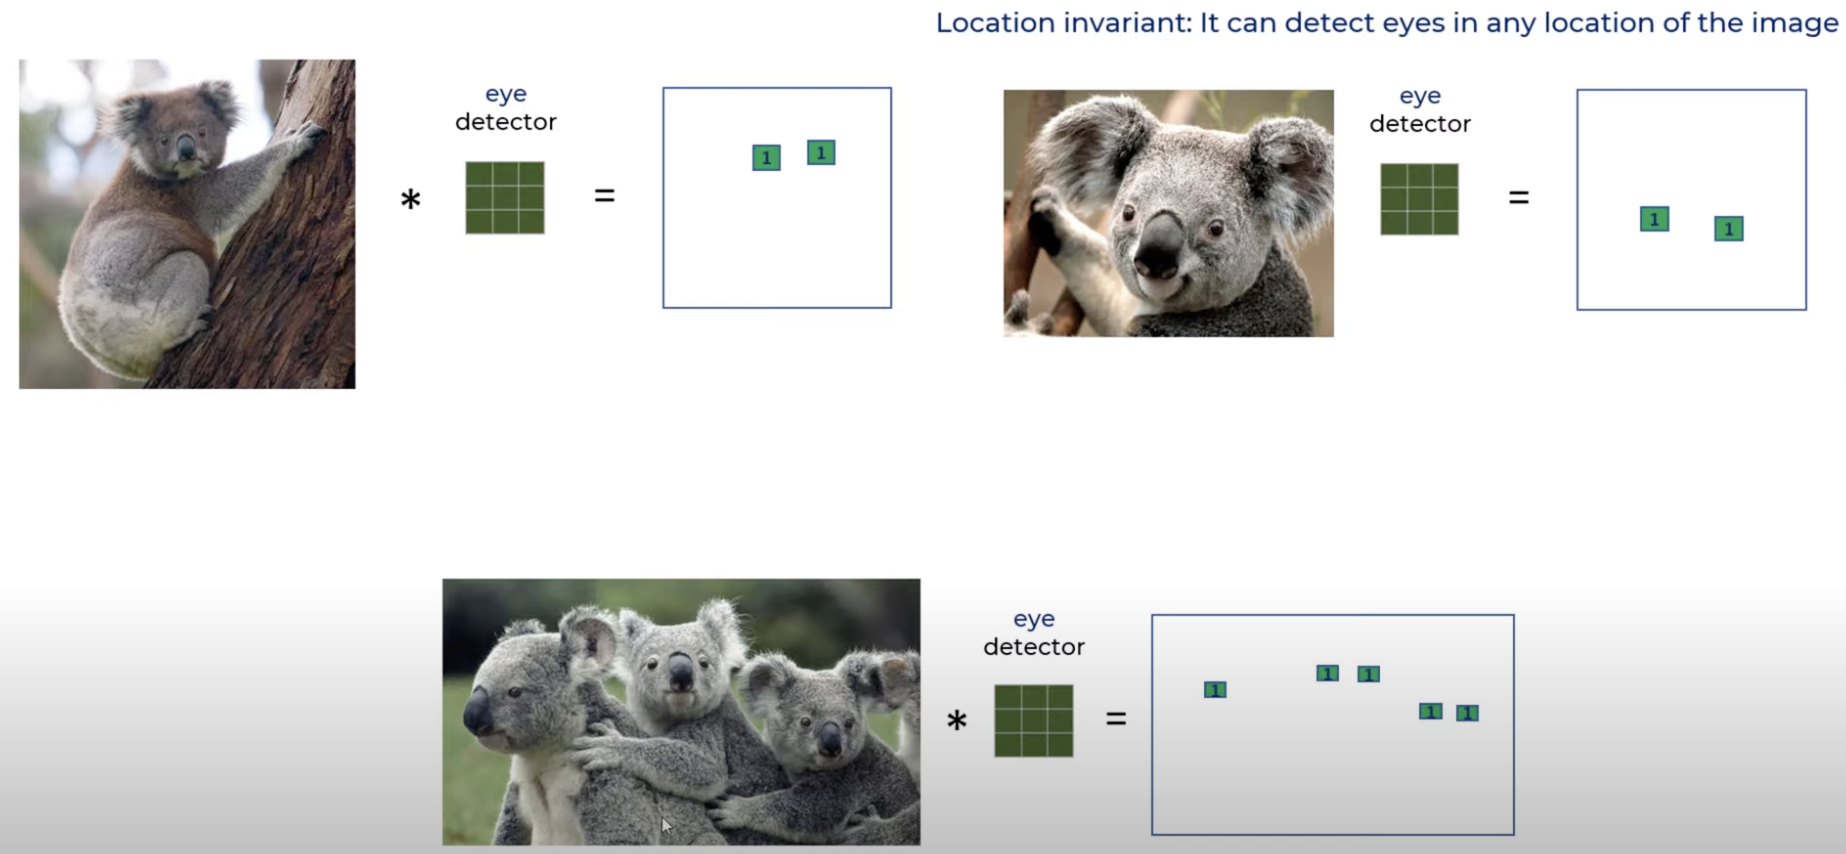 Location invariant: It can detect eyes in any location of the image
eye
detector
*
=
1 1
eye
detector
=
1 1
eye
detector
*
=
1 1 1
1 1